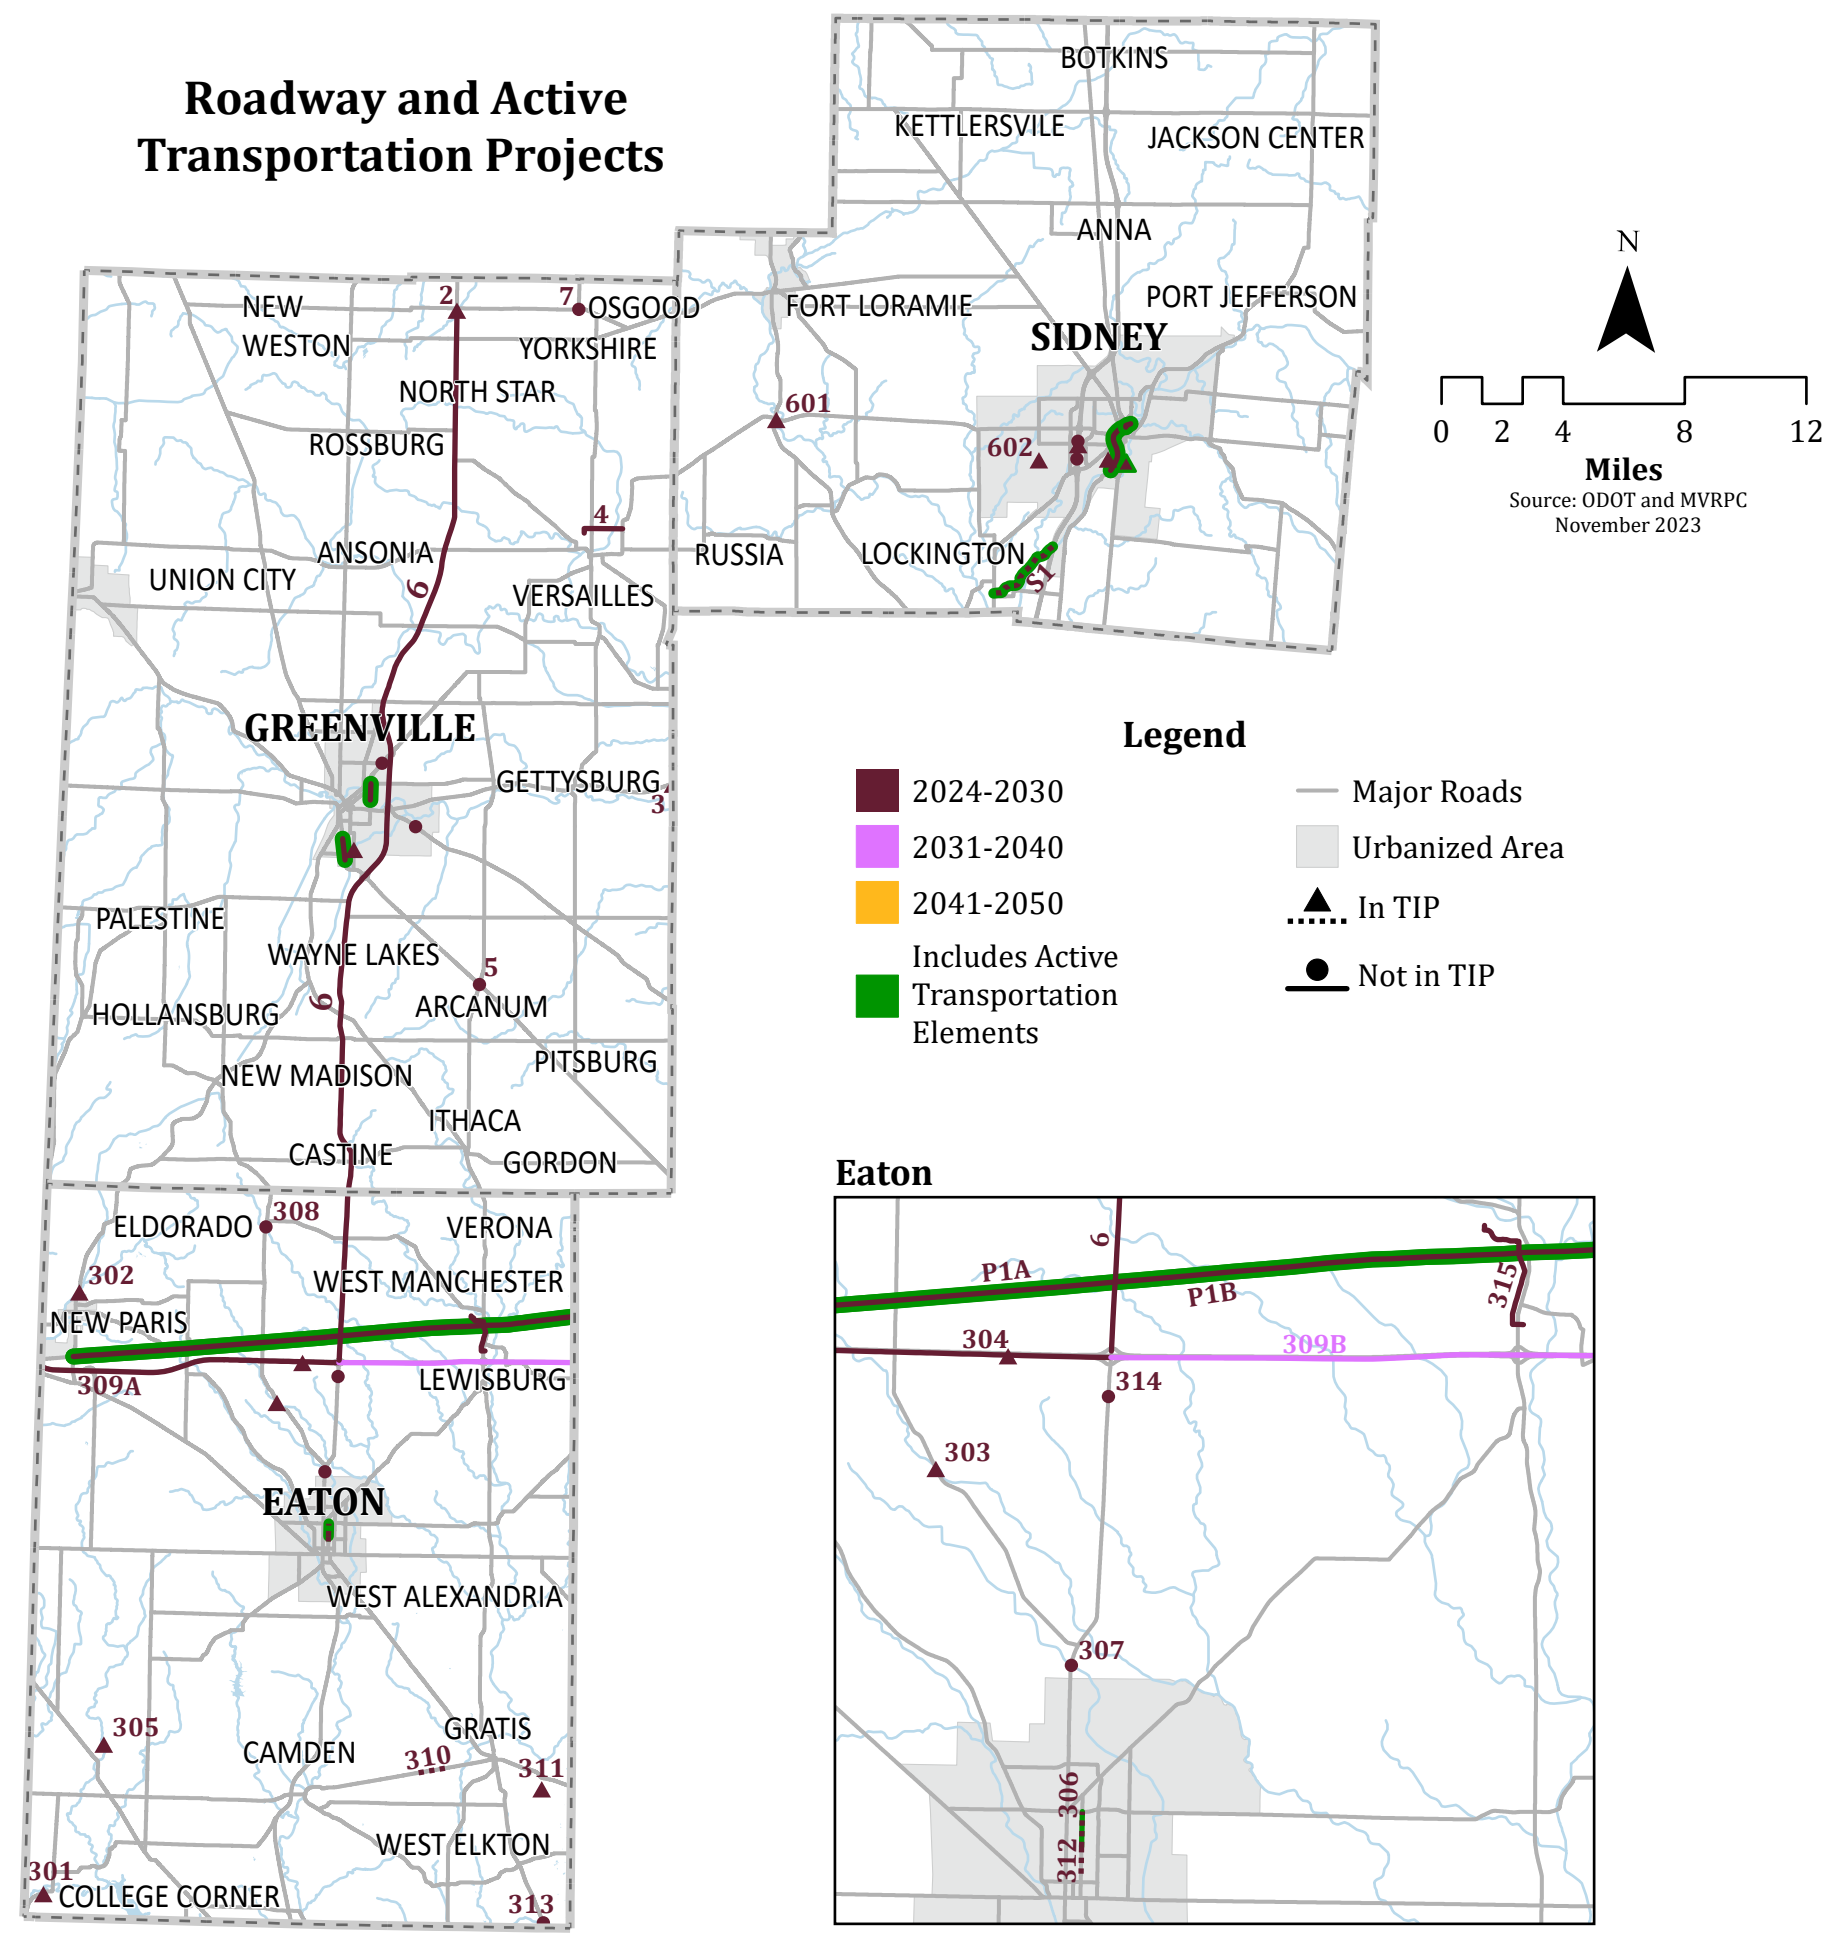 Roadway and Active
Transportation Projects
BOTKINS
KETTLERSVILE
JACKSON CENTER
ANNA
PORT JEFFERSON
FORT LORAMIE
SIDNEY
601
602
LOCKINGTON
S1
RUSSIA
N
0 2 4 8 12
Miles
Source: ODOT and MVRPC
November 2023
2
7
NEW
WESTON
OSGOOD
YORKSHIRE
NORTH STAR
ROSSBURG
4
ANSONIA
UNION CITY
6
VERSAILLES
GREENVILLE
GETTYSBURG
3
PALESTINE
WAYNE LAKES
5
6
ARCANUM
HOLLANSBURG
PITSBURG
NEW MADISON
ITHACA
CASTINE
GORDON
Legend
2024-2030
2031-2040
2041-2050
Includes Active
Transportation
Elements
Major Roads
Urbanized Area
In TIP
Not in TIP
ELDORADO
308
VERONA
302
WEST MANCHESTER
NEW PARIS
309A
LEWISBURG
EATON
WEST ALEXANDRIA
305
GRATIS
CAMDEN
310
311
WEST ELKTON
301
COLLEGE CORNER
313
Eaton
6
P1A
P1B
315
304
309B
314
303
307
306
312